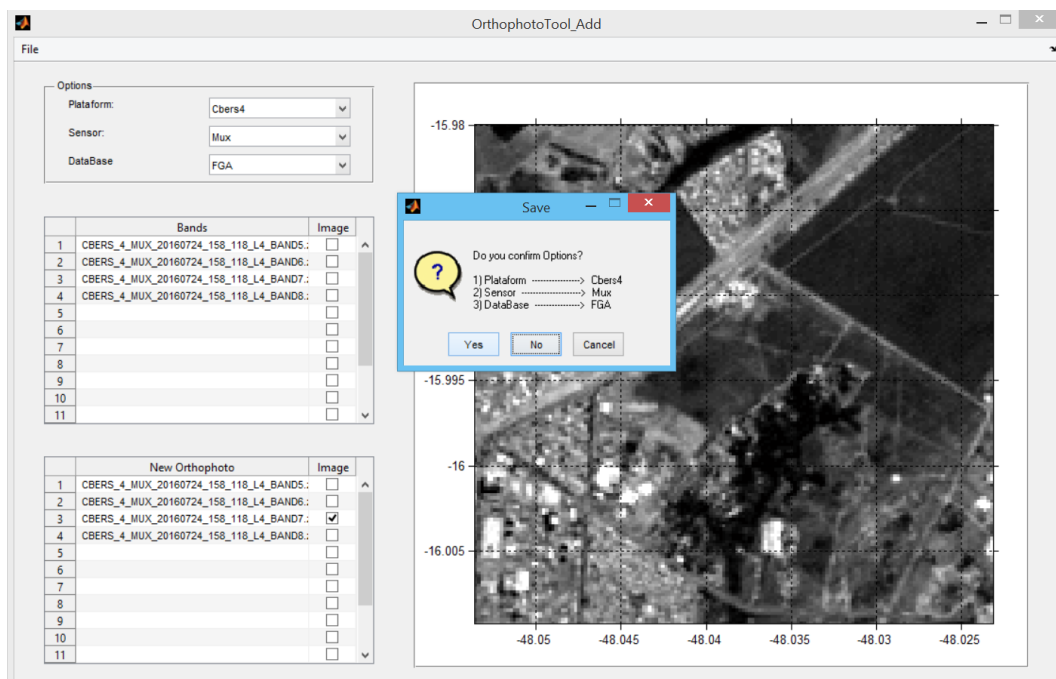 OrthophotoTool_Add
File
Options
Plataform:
Cbers4
Sensor:
Mux
DataBase
FGA
Bands
Image
1 CBERS_4_MUX_20160724_158_118_L4_BAND5.:
2 CBERS_4_MUX_20160724_158_118_L4_BAND6.:
3 CBERS_4_MUX_20160724_158_118_L4_BAND7.:
4 CBERS_4_MUX_20160724_158_118_L4_BAND8.:
5
6
7
8
9
10
11
New Orthophoto
Image
1 CBERS_4_MUX_20160724_158_118_L4_BAND5.:
2 CBERS_4_MUX_20160724_158_118_L4_BAND6.:
3 CBERS_4_MUX_20160724_158_118_L4_BAND7.:
4 CBERS_4_MUX_20160724_158_118_L4_BAND8.:
5
6
7
8
9
10
11
Save
?
Do you confirm Options?
1) Plataform ----------------> Cbers4
2) Sensor --------------------> Mux
3) DataBase ---------------> FGA
Yes
No
Cancel
-15.98
-15.995
-16
-16.005
-48.05
-48.045
-48.04
-48.035
-48.03
-48.025